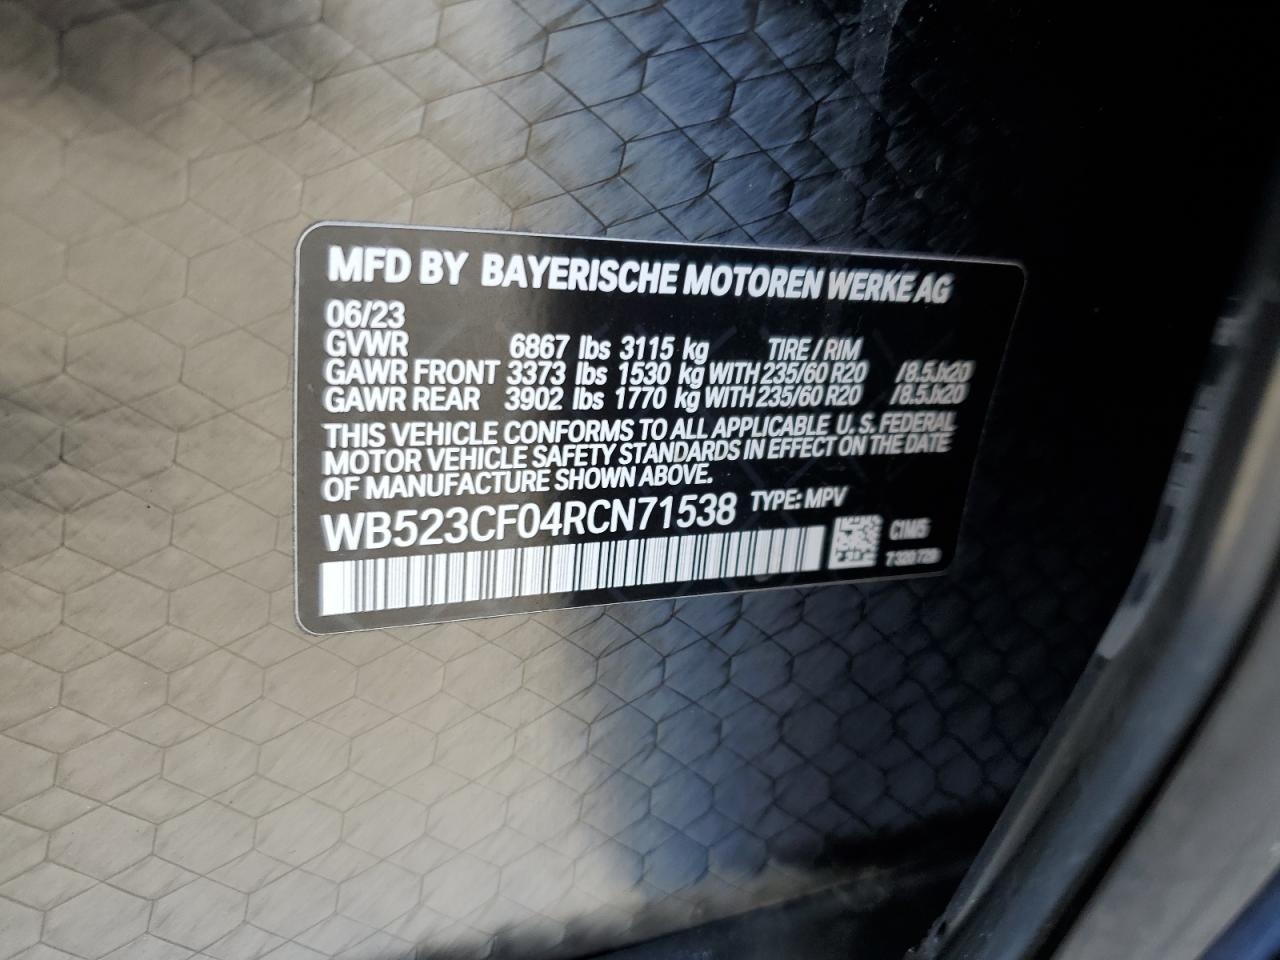 MFD BY BAYERISCHE MOTOREN WERKE AG
06/23
GVWR 6867 lbs 3115 kg TIRE / RIM
GAWR FRONT 3373 lbs 1530 kg WITH 235/60 R20 /8.5Jx20
GAWR REAR 3902 lbs 1770 kg WITH 235/60 R20 /8.5Jx20
THIS VEHICLE CONFORMS TO ALL APPLICABLE U.S. FEDERAL
MOTOR VEHICLE SAFETY STANDARDS IN EFFECT ON THE DATE
OF MANUFACTURE SHOWN ABOVE.
WB523CF04RCN71538 TYPE: MPV
C1M5